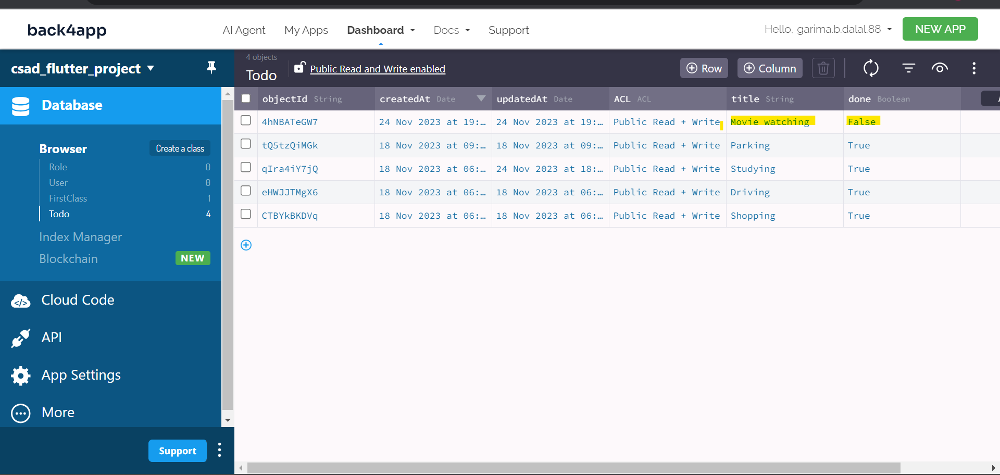 back4app AI Agent My Apps Dashboard Docs Support Hello, garima.b.dalal.88 NEW APP
csad_flutter_project
Database
Browser Create a class
Role 0
User 0
FirstClass 1
Todo 4
Index Manager
Blockchain NEW
Cloud Code
API
App Settings
More
Support
4 objects
Todo Public Read and Write enabled Row Column
objectId String createdAt Date updatedAt Date ACL ACL title String done Boolean A
4hNBATeGW7 24 Nov 2023 at 19:… 24 Nov 2023 at 19:… Public Read + Write Movie watching False
tQ5tzQiMGk 18 Nov 2023 at 09:… 18 Nov 2023 at 09:… Public Read + Write Parking True
qIra4iY7jQ 18 Nov 2023 at 06:… 24 Nov 2023 at 18:… Public Read + Write Studying True
eHWJJTMgX6 18 Nov 2023 at 06:… 18 Nov 2023 at 06:… Public Read + Write Driving True
CTBYkBKDVq 18 Nov 2023 at 06:… 18 Nov 2023 at 06:… Public Read + Write Shopping True